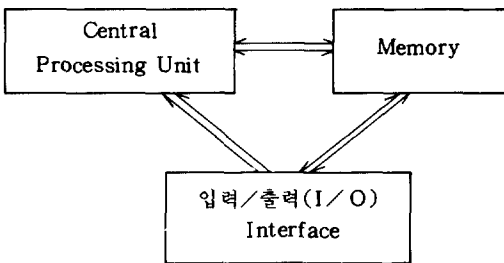 Central
Processing Unit
Memory
입력/출력(I/O)
Interface